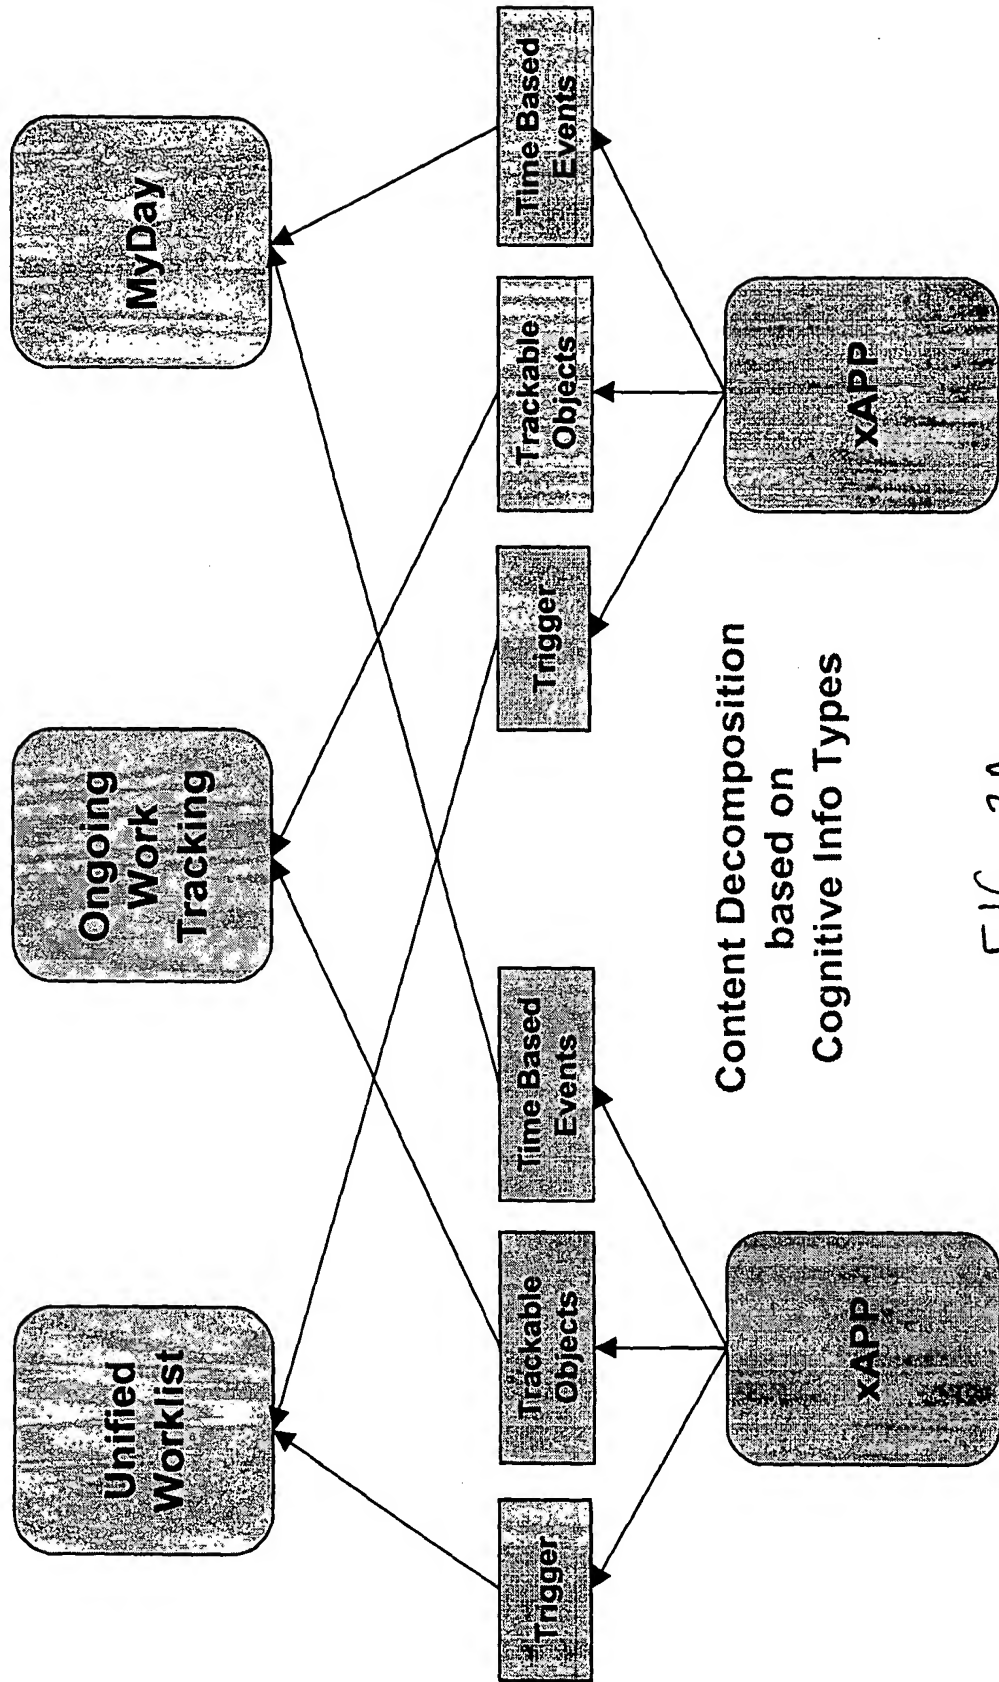 Unified
Worklist
Ongoing
Work
Tracking
MyDay
Trigger
Trackable
Objects
Time Based
Events
Trigger
Trackable
Objects
Time Based
Events
xAPP
xAPP
Content Decomposition
based on
Cognitive Info Types